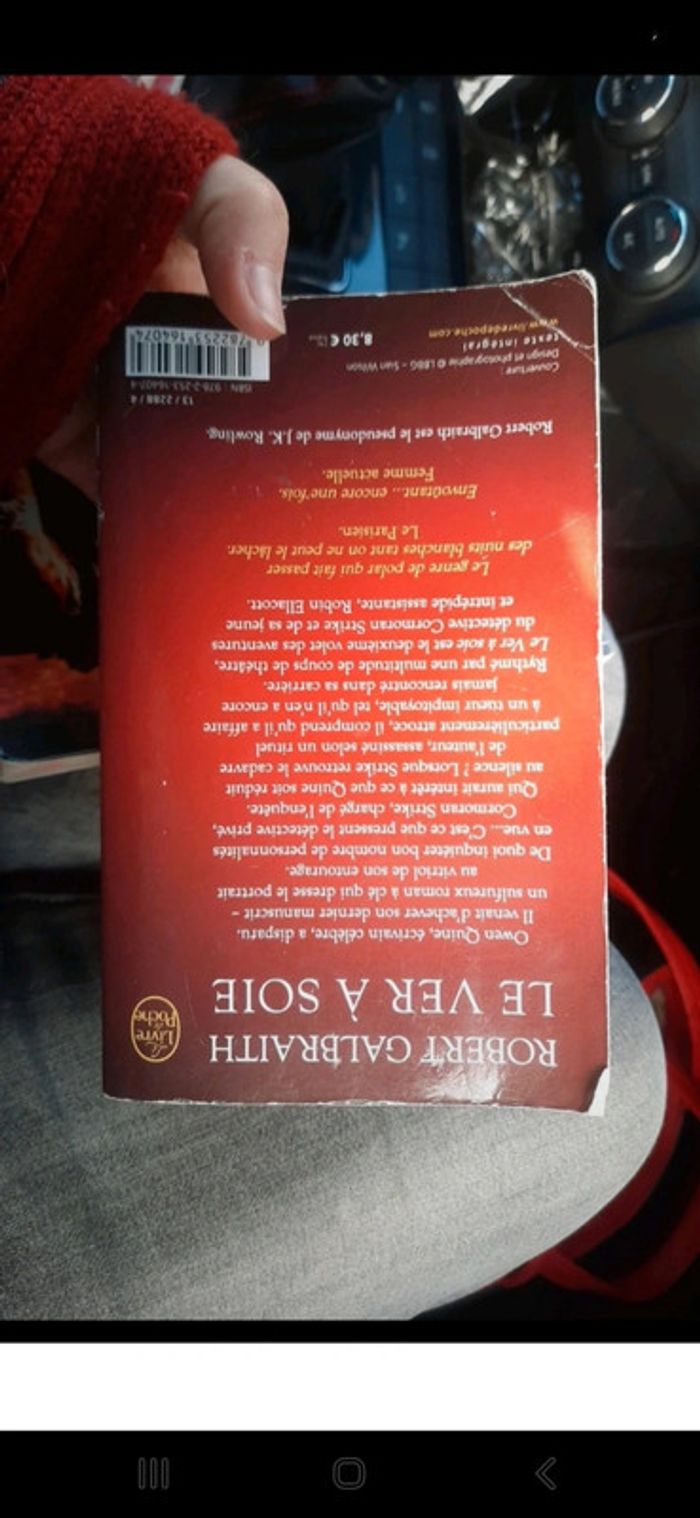 ROBERT GALBRAITH
LE VER À SOIE
Le
Livre
de
Poche
Owen Quine, écrivain célèbre, a disparu.
Il venait d'achever son dernier manuscrit –
un sulfureux roman à clé qui dresse le portrait
au vitriol de son entourage.
De quoi inquiéter bon nombre de personnalités
en vue... C'est ce que pressent le détective privé,
Cormoran Strike, chargé de l'enquête.
Qui aurait intérêt à ce que Quine soit réduit
au silence ? Lorsque Strike retrouve le cadavre
de l'auteur, assassiné selon un rituel
particulièrement atroce, il comprend qu'il a affaire
à un tueur impitoyable, tel qu'il n'en a encore
jamais rencontré dans sa carrière.
Rythmé par une multitude de coups de théâtre,
Le Ver à soie est le deuxième volet des aventures
du détective Cormoran Strike et de sa jeune
et intrépide assistante, Robin Ellacott.
Le genre de polar qui fait passer
des nuits blanches tant on ne peut le lâcher.
Le Parisien.
Envoûtant... encore une fois.
Femme actuelle.
Robert Galbraith est le pseudonyme de J.K. Rowling.
Couverture :
Design et photographie © LBBG – Sian Wilson
texte intégral
www.livredepoche.com
8,30 €
13 / 2288 / 4
ISBN : 978-2-253-16407-4
9 782253 164074